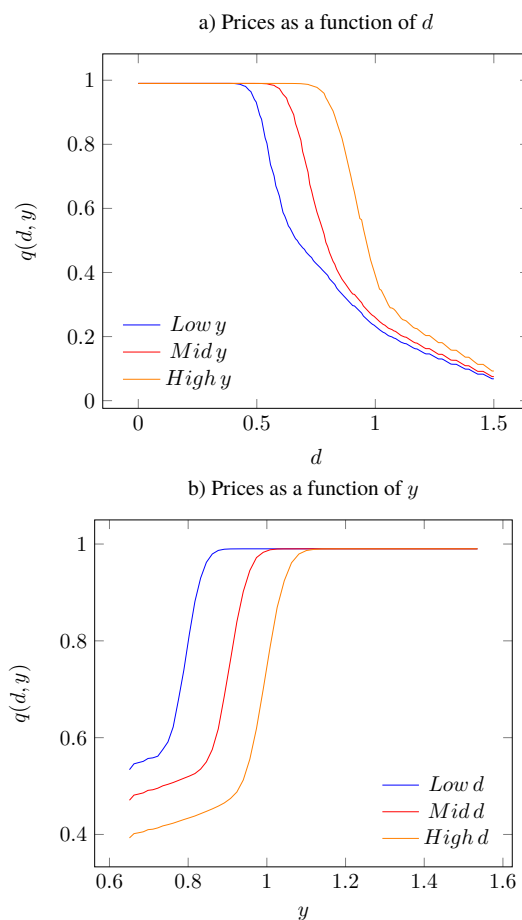 a) Prices as a function of d
1
0.8
0.6
0.4
0.2
0
q(d, y)
Low y
Mid y
High y
0
0.5
1
1.5
d
b) Prices as a function of y
1
0.8
0.6
0.4
q(d, y)
Low d
Mid d
High d
0.6
0.8
1
1.2
1.4
1.6
y